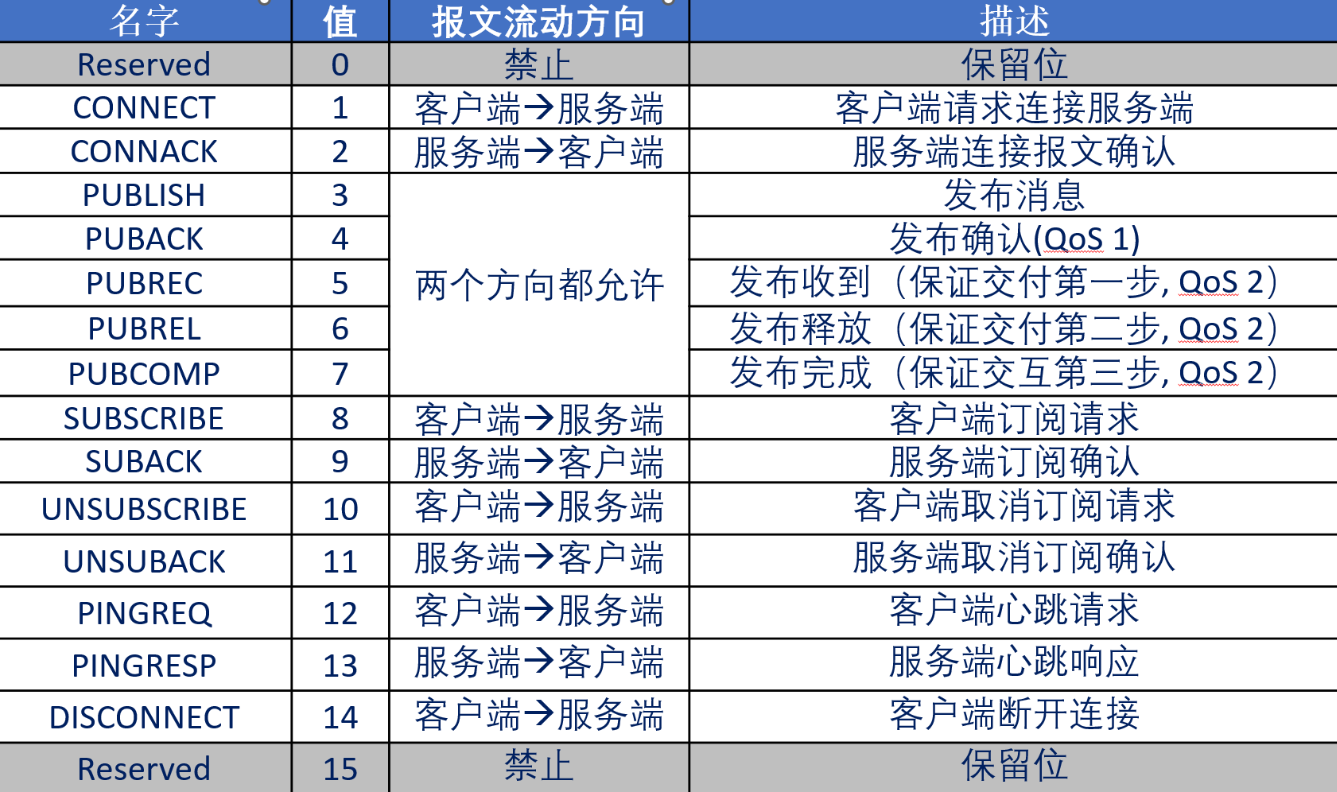 名字 值 报文流动方向 描述
Reserved 0 禁止 保留位
CONNECT 1 客户端→服务端 客户端请求连接服务端
CONNACK 2 服务端→客户端 服务端连接报文确认
PUBLISH 3 发布消息
PUBACK 4 发布确认(QoS 1)
PUBREC 5 两个方向都允许 发布收到（保证交付第一步, QoS 2）
PUBREL 6 发布释放（保证交付第二步, QoS 2）
PUBCOMP 7 发布完成（保证交互第三步, QoS 2）
SUBSCRIBE 8 客户端→服务端 客户端订阅请求
SUBACK 9 服务端→客户端 服务端订阅确认
UNSUBSCRIBE 10 客户端→服务端 客户端取消订阅请求
UNSUBACK 11 服务端→客户端 服务端取消订阅确认
PINGREQ 12 客户端→服务端 客户端心跳请求
PINGRESP 13 服务端→客户端 服务端心跳响应
DISCONNECT 14 客户端→服务端 客户端断开连接
Reserved 15 禁止 保留位